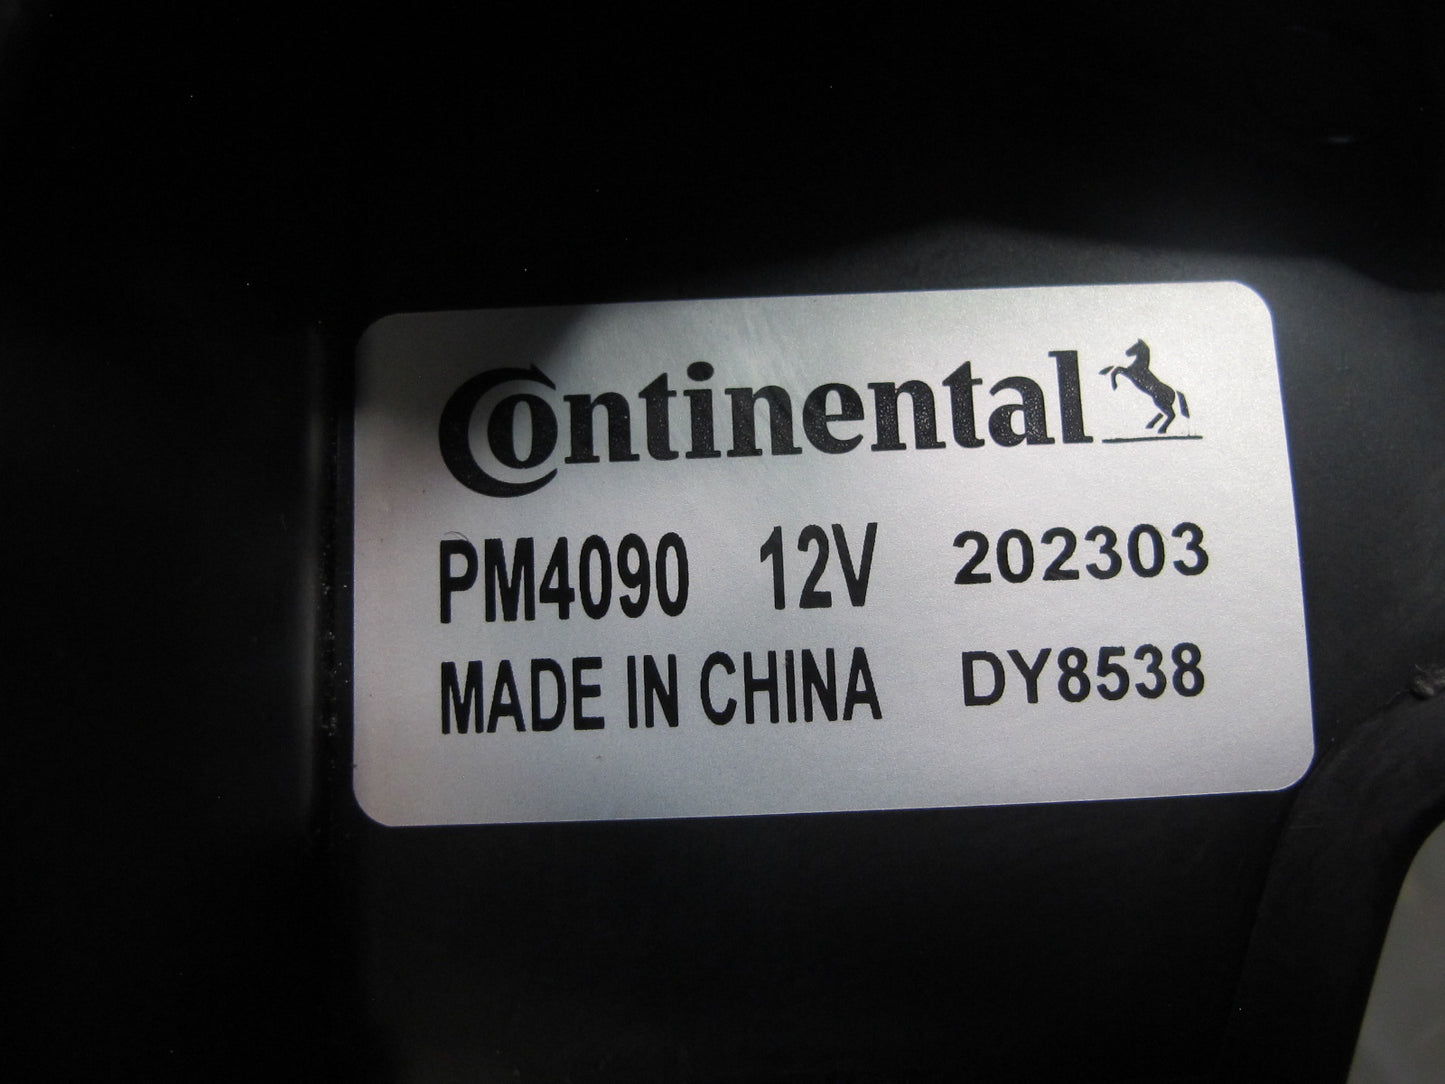 Continental
PM4090 12V 202303
MADE IN CHINA DY8538